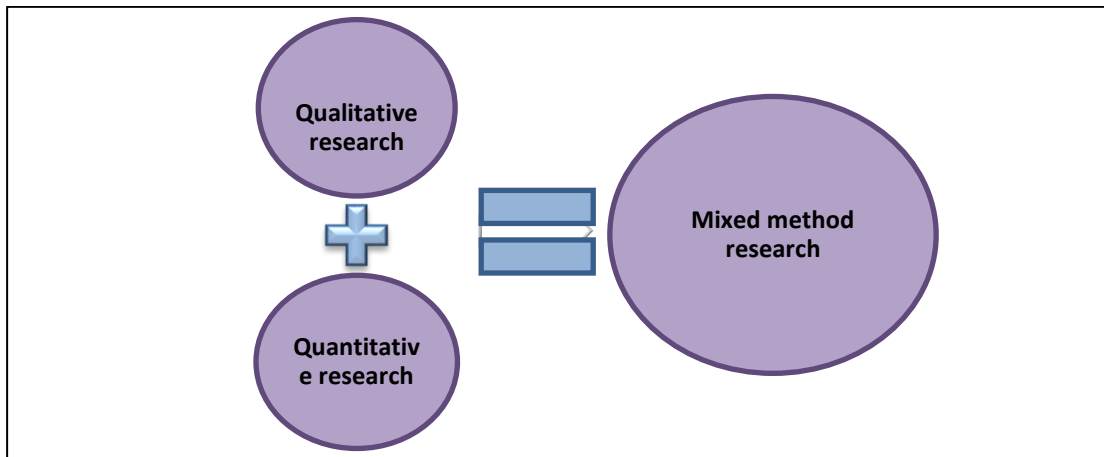 Qualitative
research
Quantitativ
e research
Mixed method
research